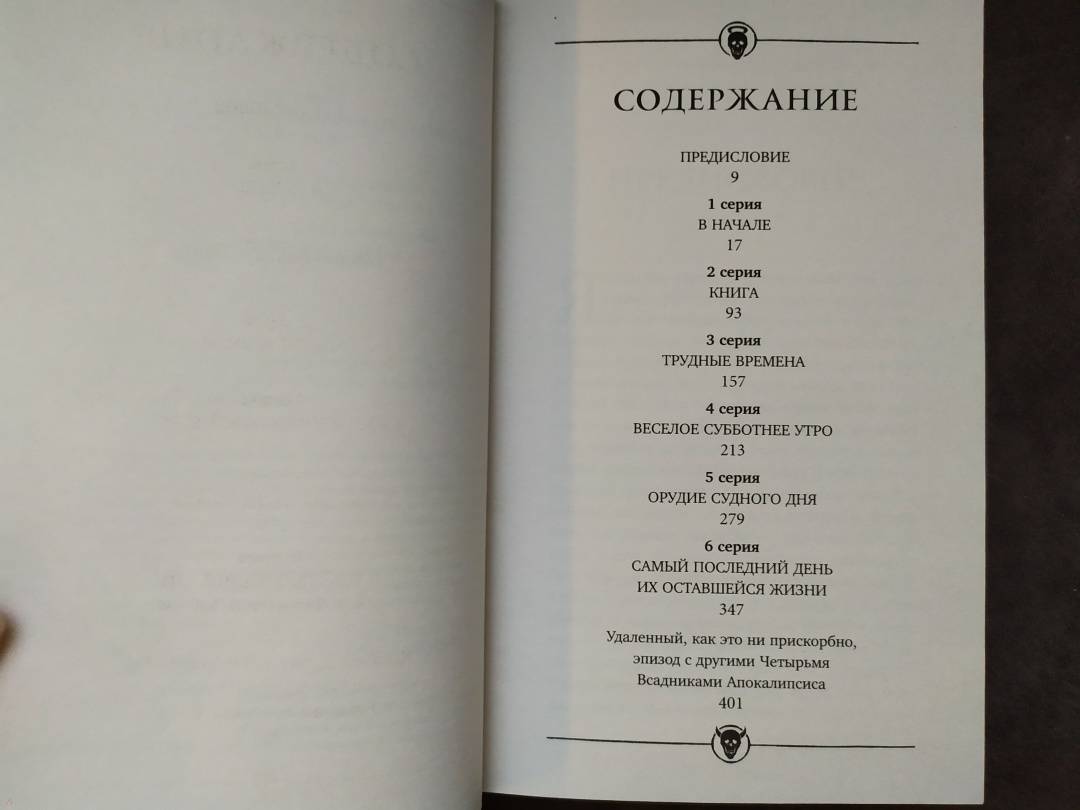 СОДЕРЖАНИЕ
ПРЕДИСЛОВИЕ
9
1 серия
В НАЧАЛЕ
17
2 серия
КНИГА
93
3 серия
ТРУДНЫЕ ВРЕМЕНА
157
4 серия
ВЕСЕЛОЕ СУББОТНЕЕ УТРО
213
5 серия
ОРУДИЕ СУДНОГО ДНЯ
279
6 серия
САМЫЙ ПОСЛЕДНИЙ ДЕНЬ
ИХ ОСТАВШЕЙСЯ ЖИЗНИ
347
Удаленный, как это ни прискорбно,
эпизод с другими Четырьмя
Всадниками Апокалипсиса
401